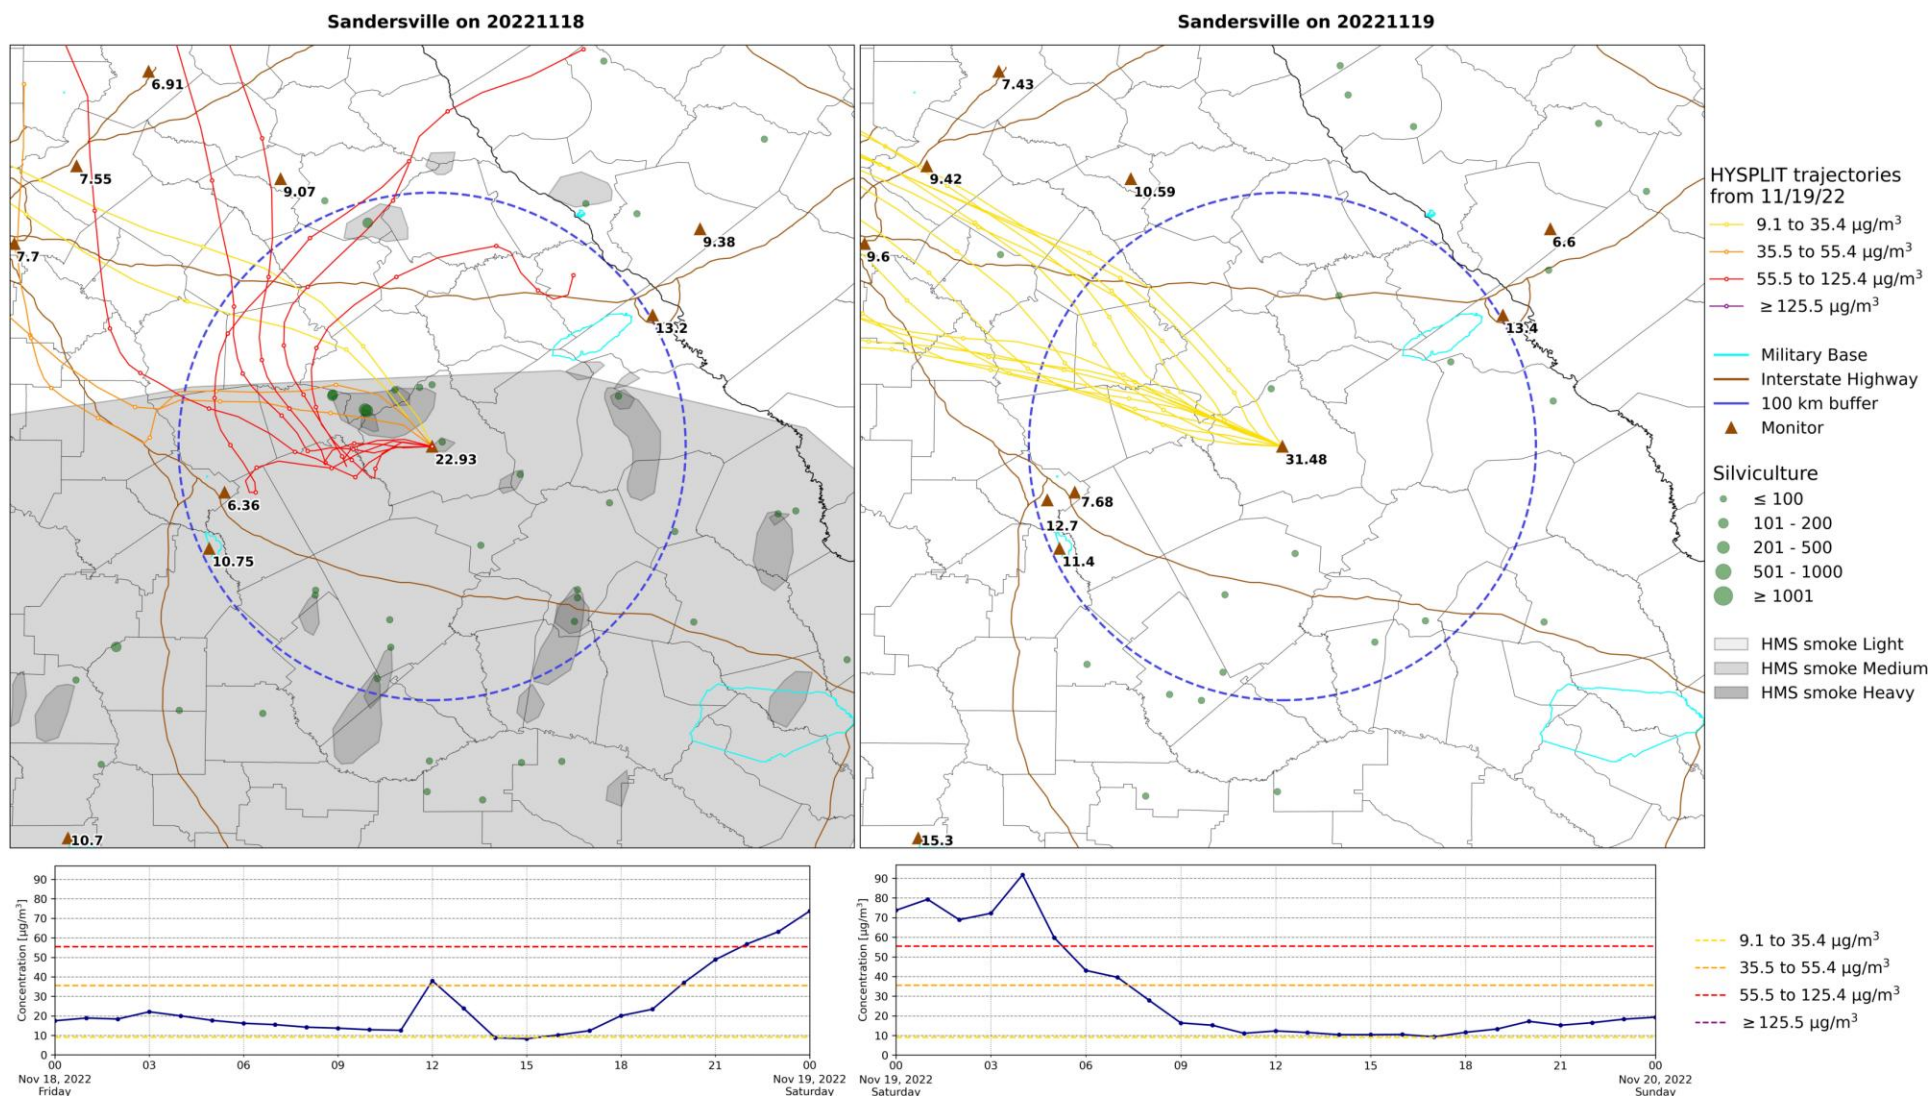 Sandersville on 20221118
6.91
7.55
9.07
7.7
9.38
13.2
22.93
6.36
10.75
10.7
Sandersville on 20221119
7.43
9.42
10.59
9.6
6.6
13.4
31.48
7.68
12.7
11.4
15.3
HYSPLIT trajectories
from 11/19/22
9.1 to 35.4 µg/m³
35.5 to 55.4 µg/m³
55.5 to 125.4 µg/m³
≥ 125.5 µg/m³
Military Base
Interstate Highway
100 km buffer
Monitor
Silviculture
≤ 100
101 - 200
201 - 500
501 - 1000
≥ 1001
HMS smoke Light
HMS smoke Medium
HMS smoke Heavy
Concentration [µg/m³]
90
80
70
60
50
40
30
20
10
0
00 03 06 09 12 15 18 21 00
Nov 18, 2022 Nov 19, 2022
Friday Saturday
Concentration [µg/m³]
90
80
70
60
50
40
30
20
10
0
00 03 06 09 12 15 18 21 00
Nov 19, 2022 Nov 20, 2022
Saturday Sunday
9.1 to 35.4 µg/m³
35.5 to 55.4 µg/m³
55.5 to 125.4 µg/m³
≥ 125.5 µg/m³